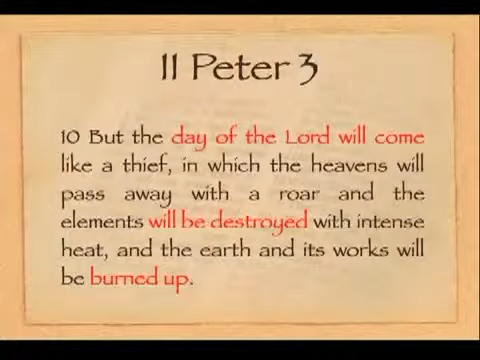 II Peter 3
10 But the day of the Lord will come
like a thief, in which the heavens will
pass away with a roar and the
elements will be destroyed with intense
heat, and the earth and its works will
be burned up.